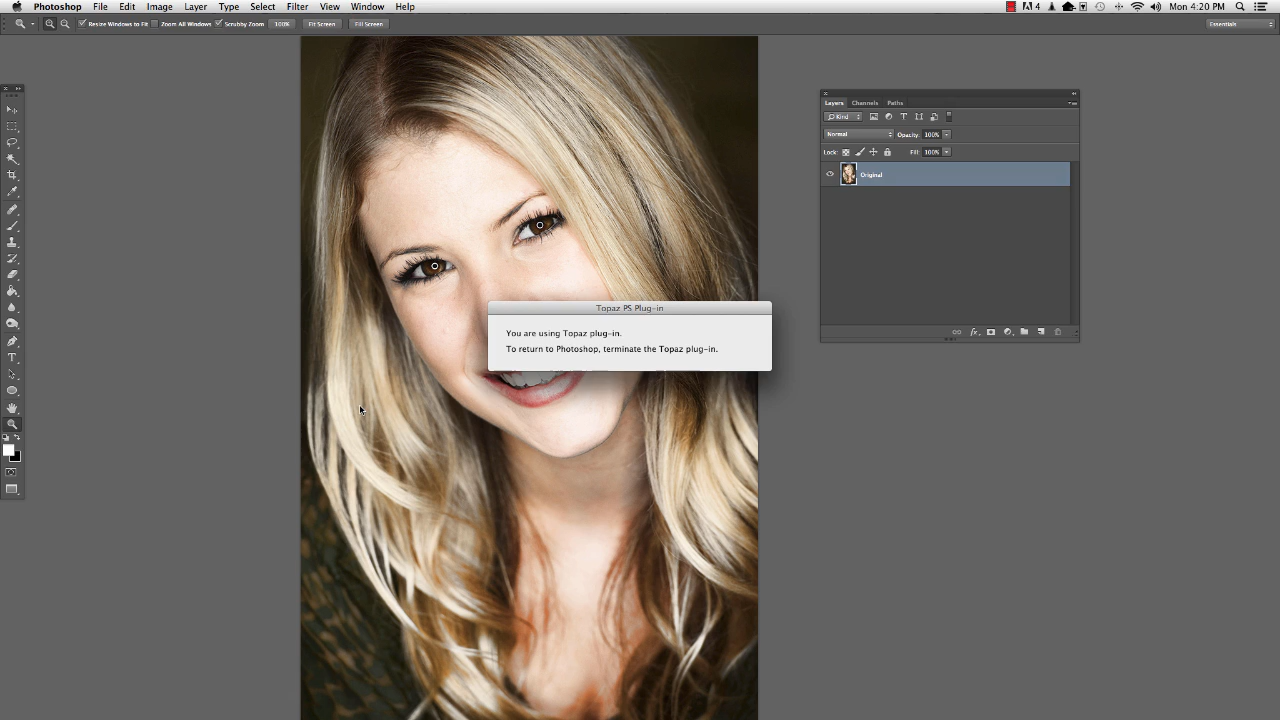 Photoshop File Edit Image Layer Type Select Filter View Window Help
4 Mon 4:20 PM
Resize Windows to Fit Zoom All Windows Scrubby Zoom 100% Fit Screen Fill Screen Essentials
Layers Channels Paths
Kind
Normal Opacity: 100%
Lock: Fill: 100%
Original
Topaz PS Plug-in
You are using Topaz plug-in.
To return to Photoshop, terminate the Topaz plug-in.